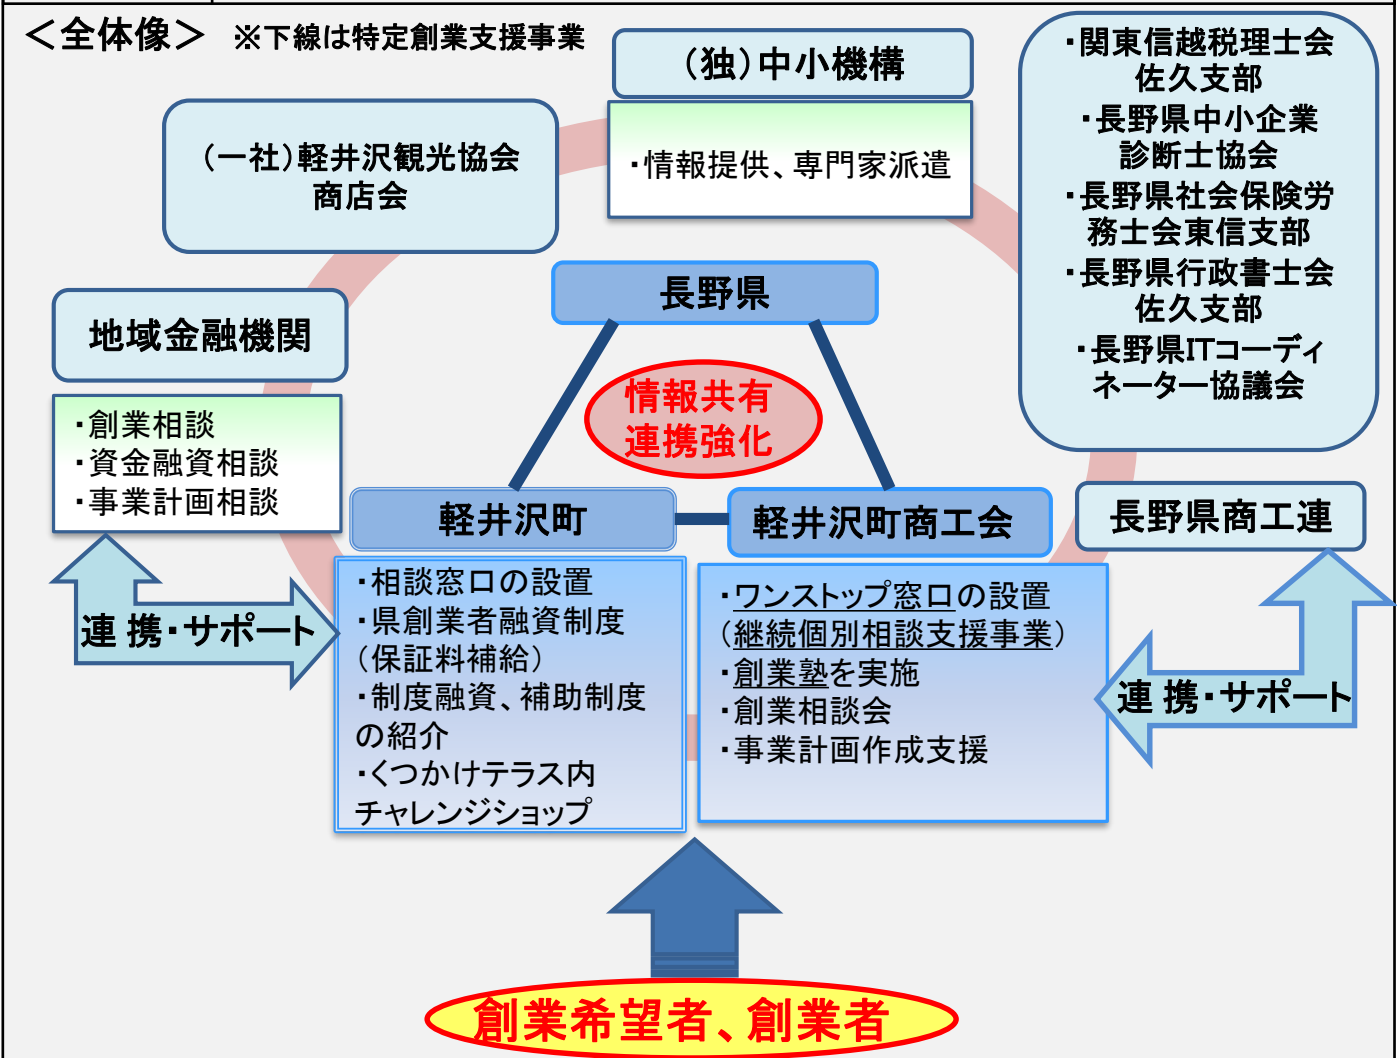 ＜全体像＞ ※下線は特定創業支援事業
（独）中小機構
・情報提供、専門家派遣
（一社）軽井沢観光協会
商店会
・関東信越税理士会
佐久支部
・長野県中小企業
診断士協会
・長野県社会保険労
務士会東信支部
・長野県行政書士会
佐久支部
・長野県ITコーディ
ネーター協議会
長野県
地域金融機関
・創業相談
・資金融資相談
・事業計画相談
情報共有
連携強化
軽井沢町
軽井沢町商工会
長野県商工連
連 携・サポート
・相談窓口の設置
・県創業者融資制度
（保証料補給）
・制度融資、補助制度
の紹介
・くつかけテラス内
チャレンジショップ
・ワンストップ窓口の設置
（継続個別相談支援事業）
・創業塾を実施
・創業相談会
・事業計画作成支援
連 携・サポート
創業希望者、創業者